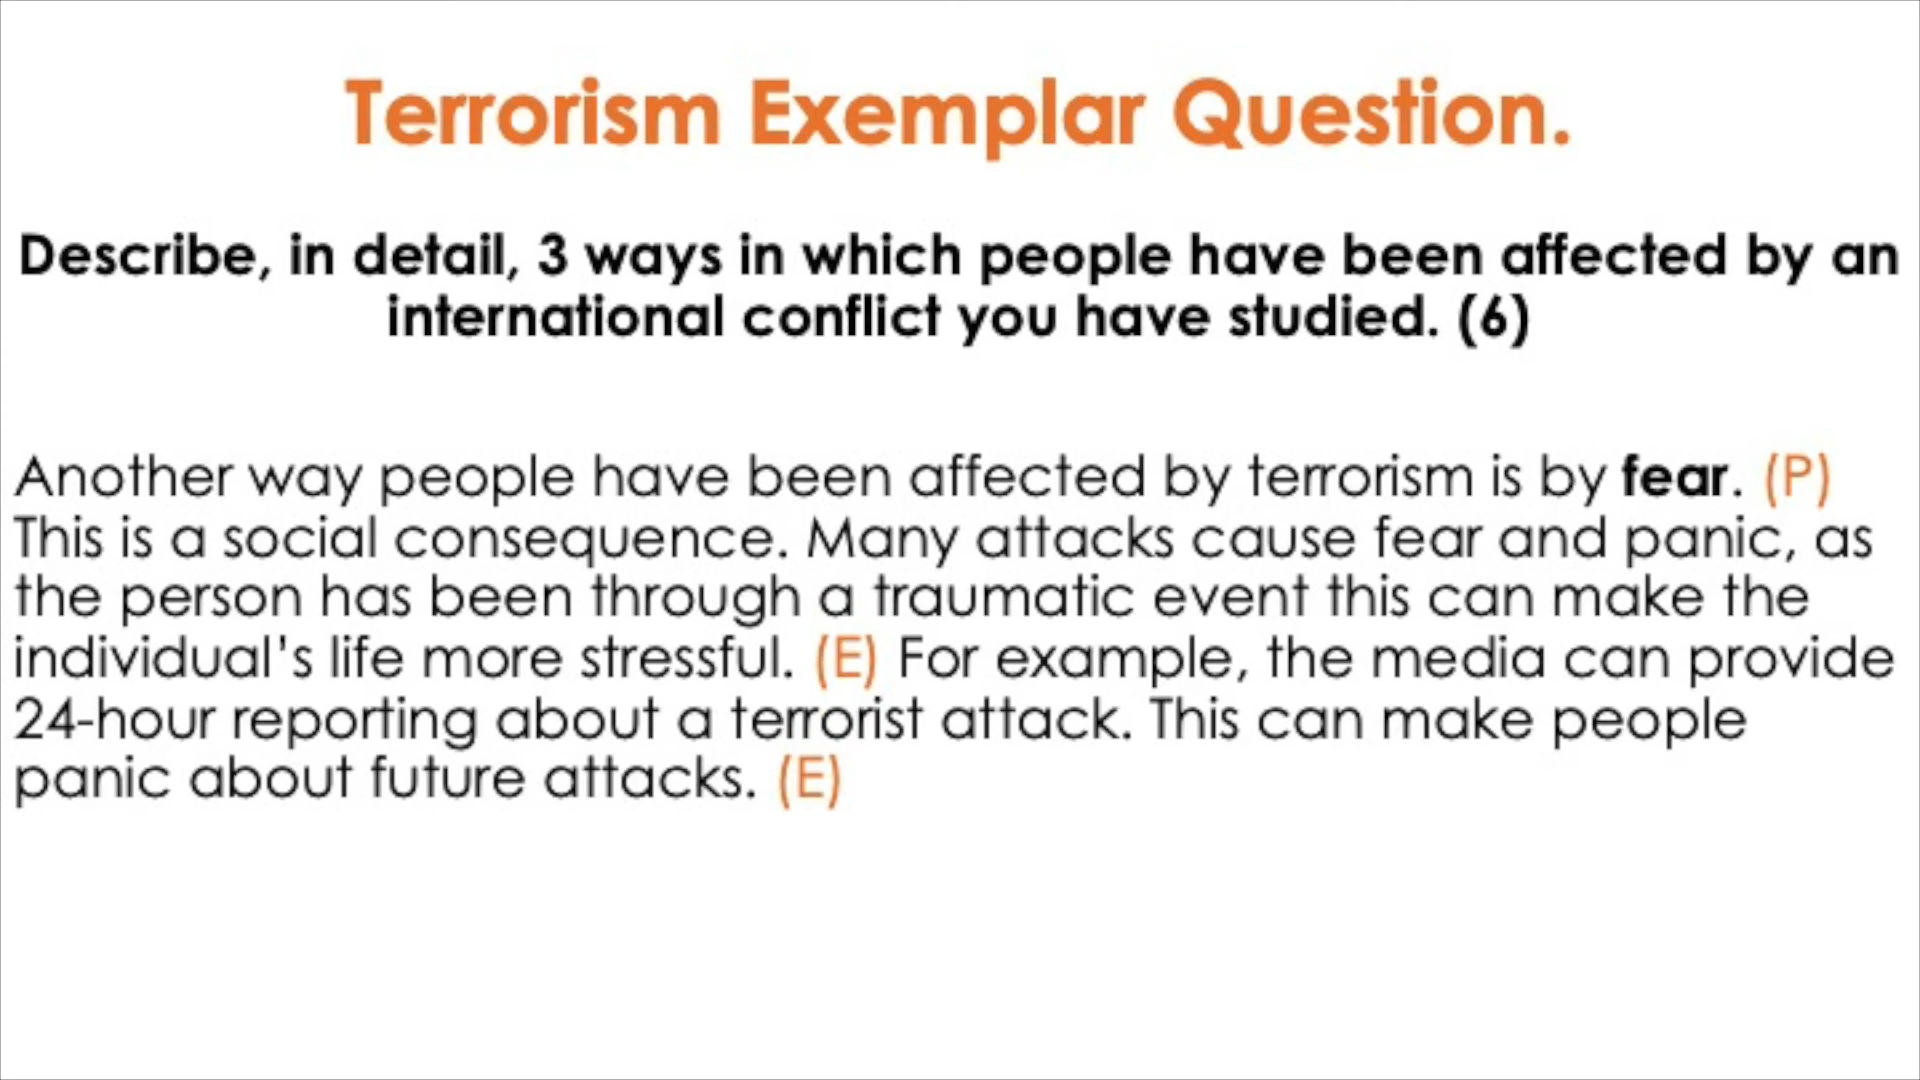 Terrorism Exemplar Question.
Describe, in detail, 3 ways in which people have been affected by an
international conflict you have studied. (6)
Another way people have been affected by terrorism is by fear. (P)
This is a social consequence. Many attacks cause fear and panic, as
the person has been through a traumatic event this can make the
individual's life more stressful. (E) For example, the media can provide
24-hour reporting about a terrorist attack. This can make people
panic about future attacks. (E)